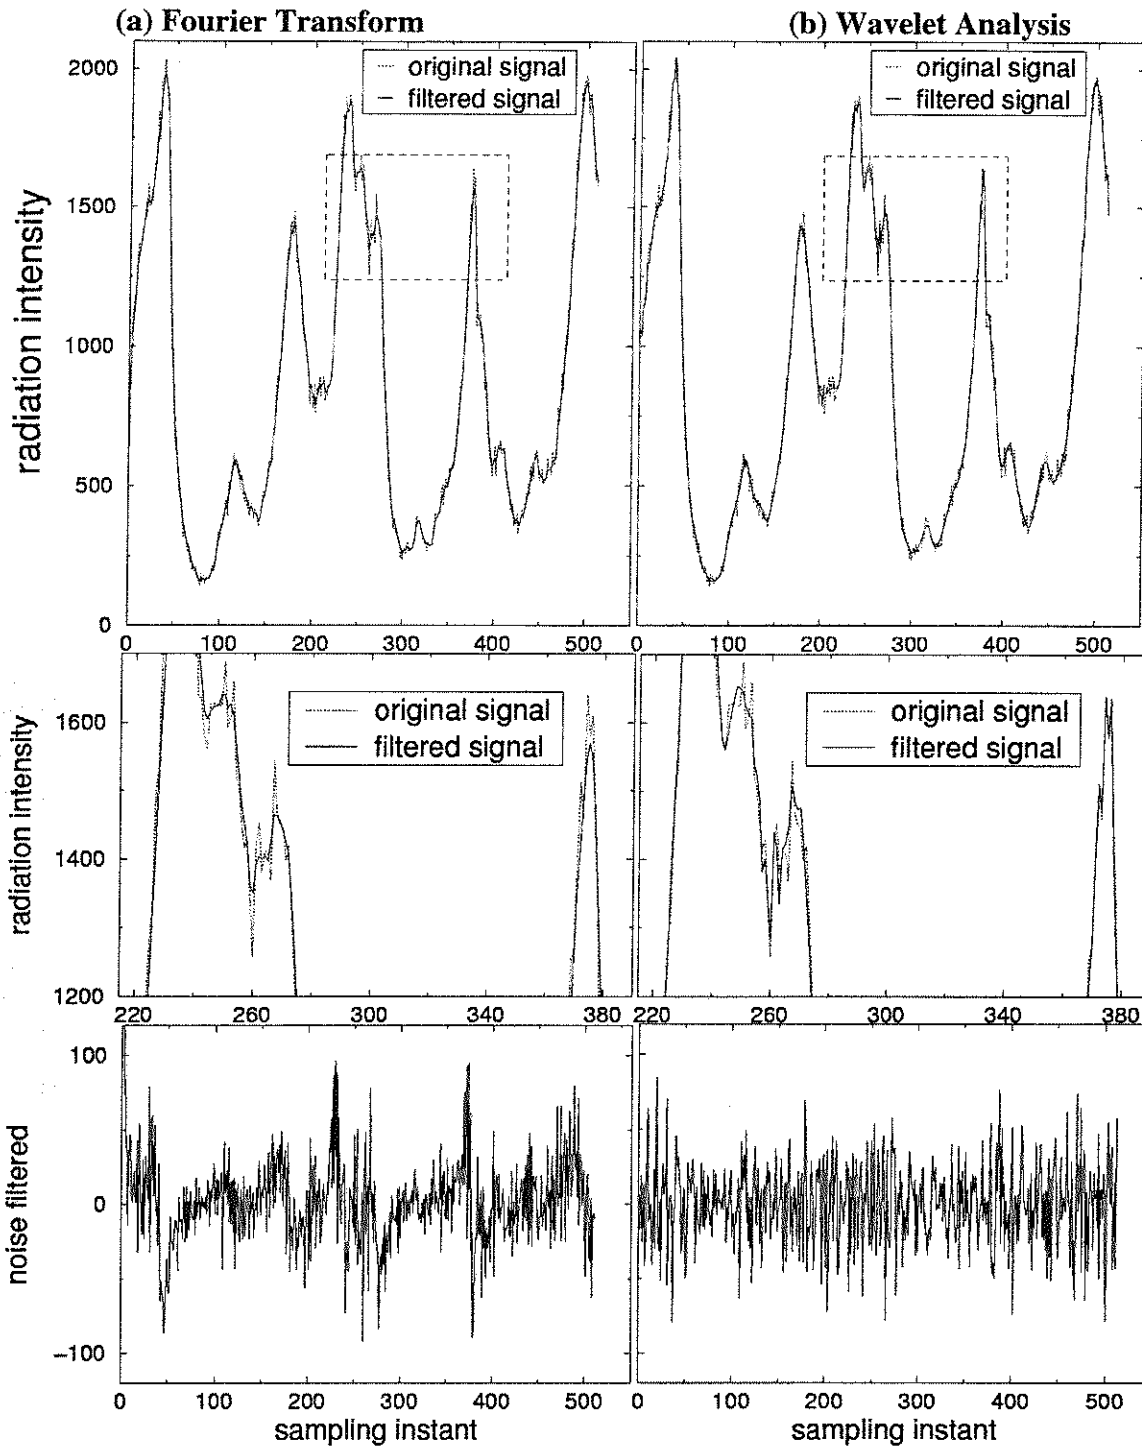 (a) Fourier Transform
(b) Wavelet Analysis
radiation intensity
2000
1500
1000
500
0
original signal
filtered signal
original signal
filtered signal
0 100 200 300 400 500
0 100 200 300 400 500
radiation intensity
1600
1400
1200
original signal
filtered signal
original signal
filtered signal
220 260 300 340 380
220 260 300 340 380
noise filtered
100
0
−100
0 100 200 300 400 500
0 100 200 300 400 500
sampling instant
sampling instant